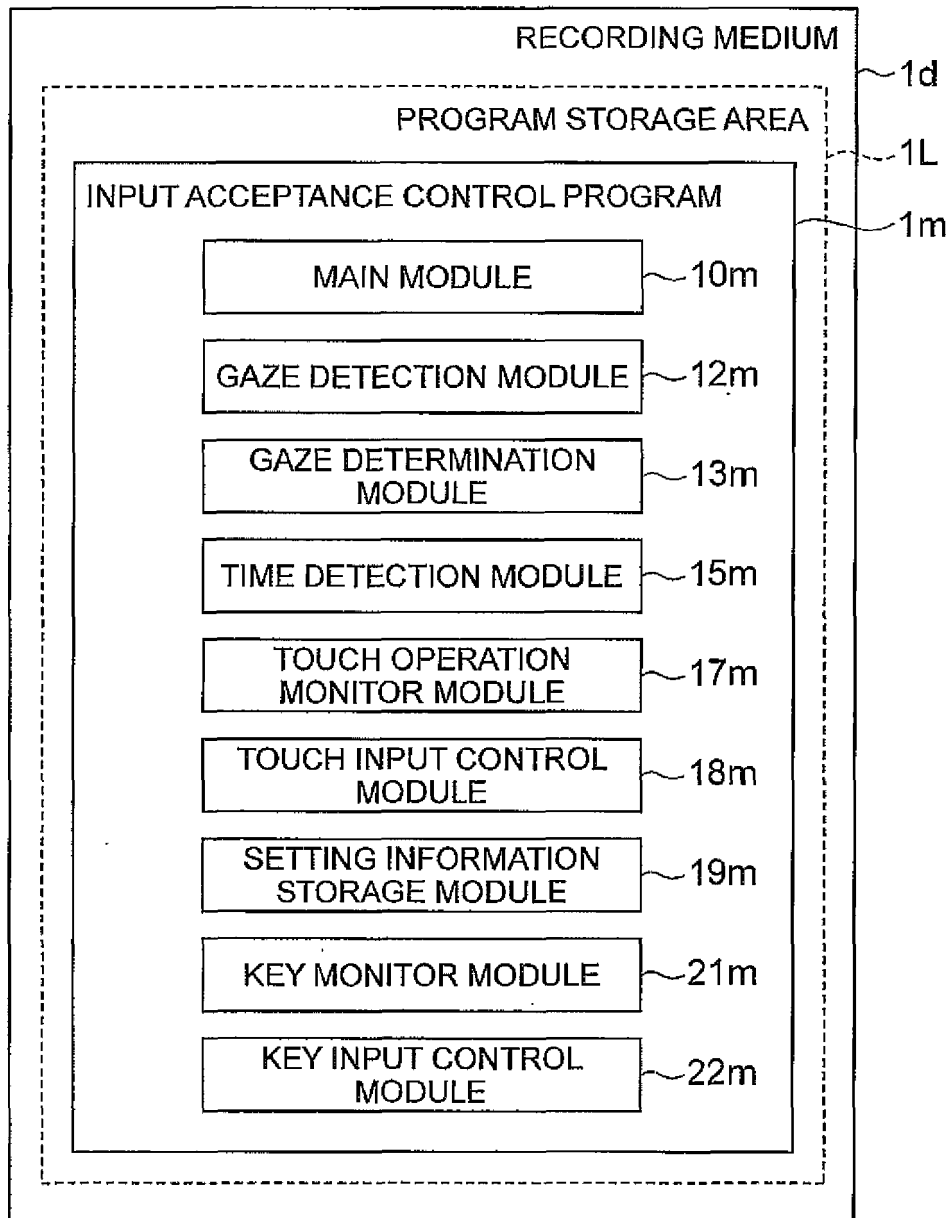 RECORDING MEDIUM
1d
PROGRAM STORAGE AREA
1L
INPUT ACCEPTANCE CONTROL PROGRAM
1m
MAIN MODULE
10m
GAZE DETECTION MODULE
12m
GAZE DETERMINATION
MODULE
13m
TIME DETECTION MODULE
15m
TOUCH OPERATION
MONITOR MODULE
17m
TOUCH INPUT CONTROL
MODULE
18m
SETTING INFORMATION
STORAGE MODULE
19m
KEY MONITOR MODULE
21m
KEY INPUT CONTROL
MODULE
22m